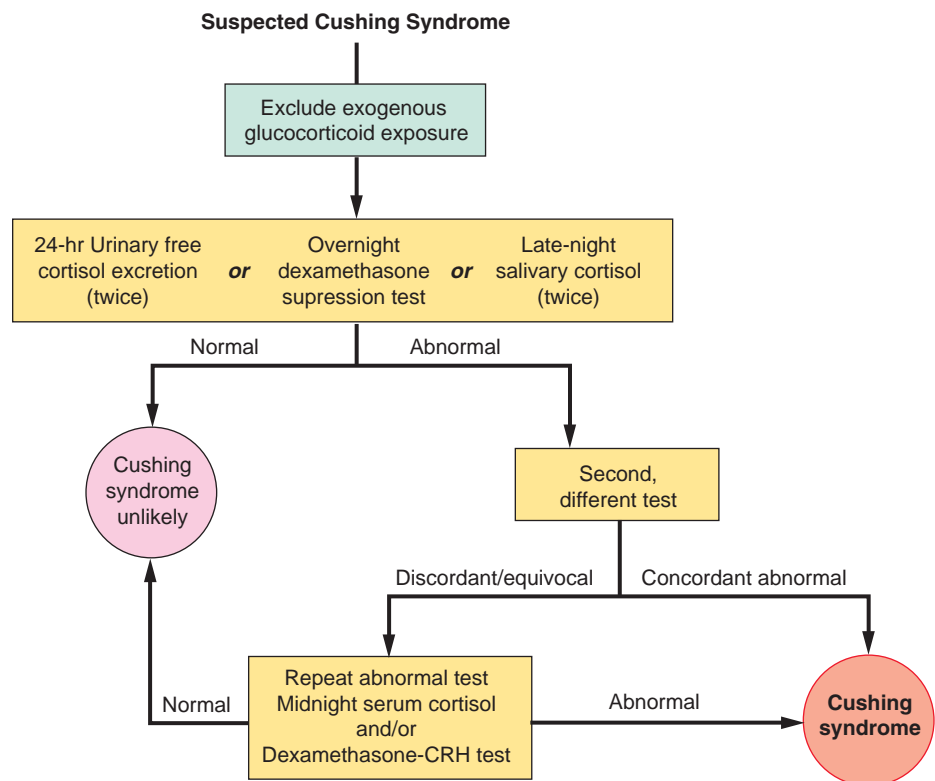 Suspected Cushing Syndrome
Exclude exogenous
glucocorticoid exposure
24-hr Urinary free
cortisol excretion
(twice)
or
Overnight
dexamethasone
supression test
or
Late-night
salivary cortisol
(twice)
Normal
Abnormal
Cushing
syndrome
unlikely
Second,
different test
Discordant/equivocal
Concordant abnormal
Repeat abnormal test
Midnight serum cortisol
and/or
Dexamethasone-CRH test
Normal
Abnormal
Cushing
syndrome